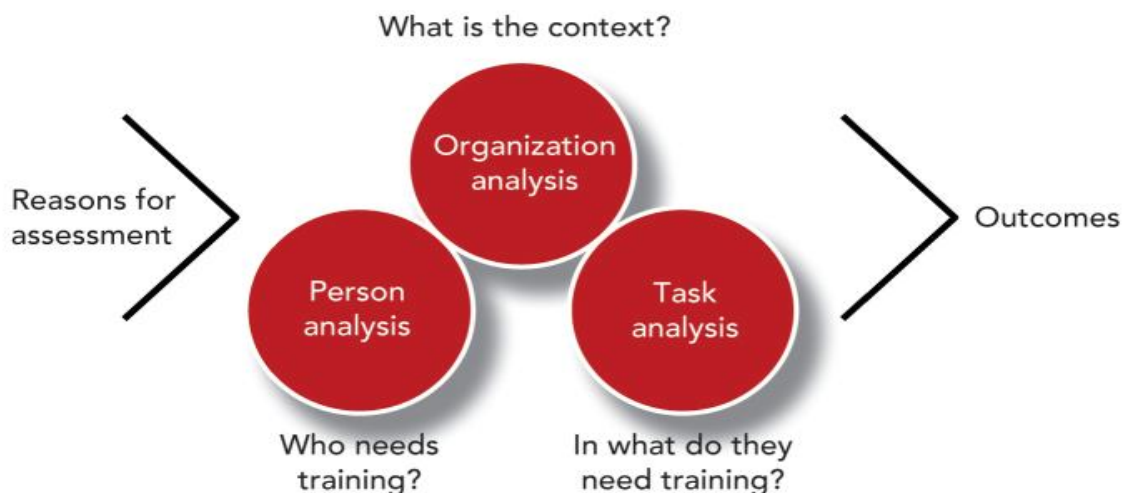 What is the context?
Organization
analysis
Reasons for
assessment
Outcomes
Person
analysis
Task
analysis
Who needs
training?
In what do they
need training?